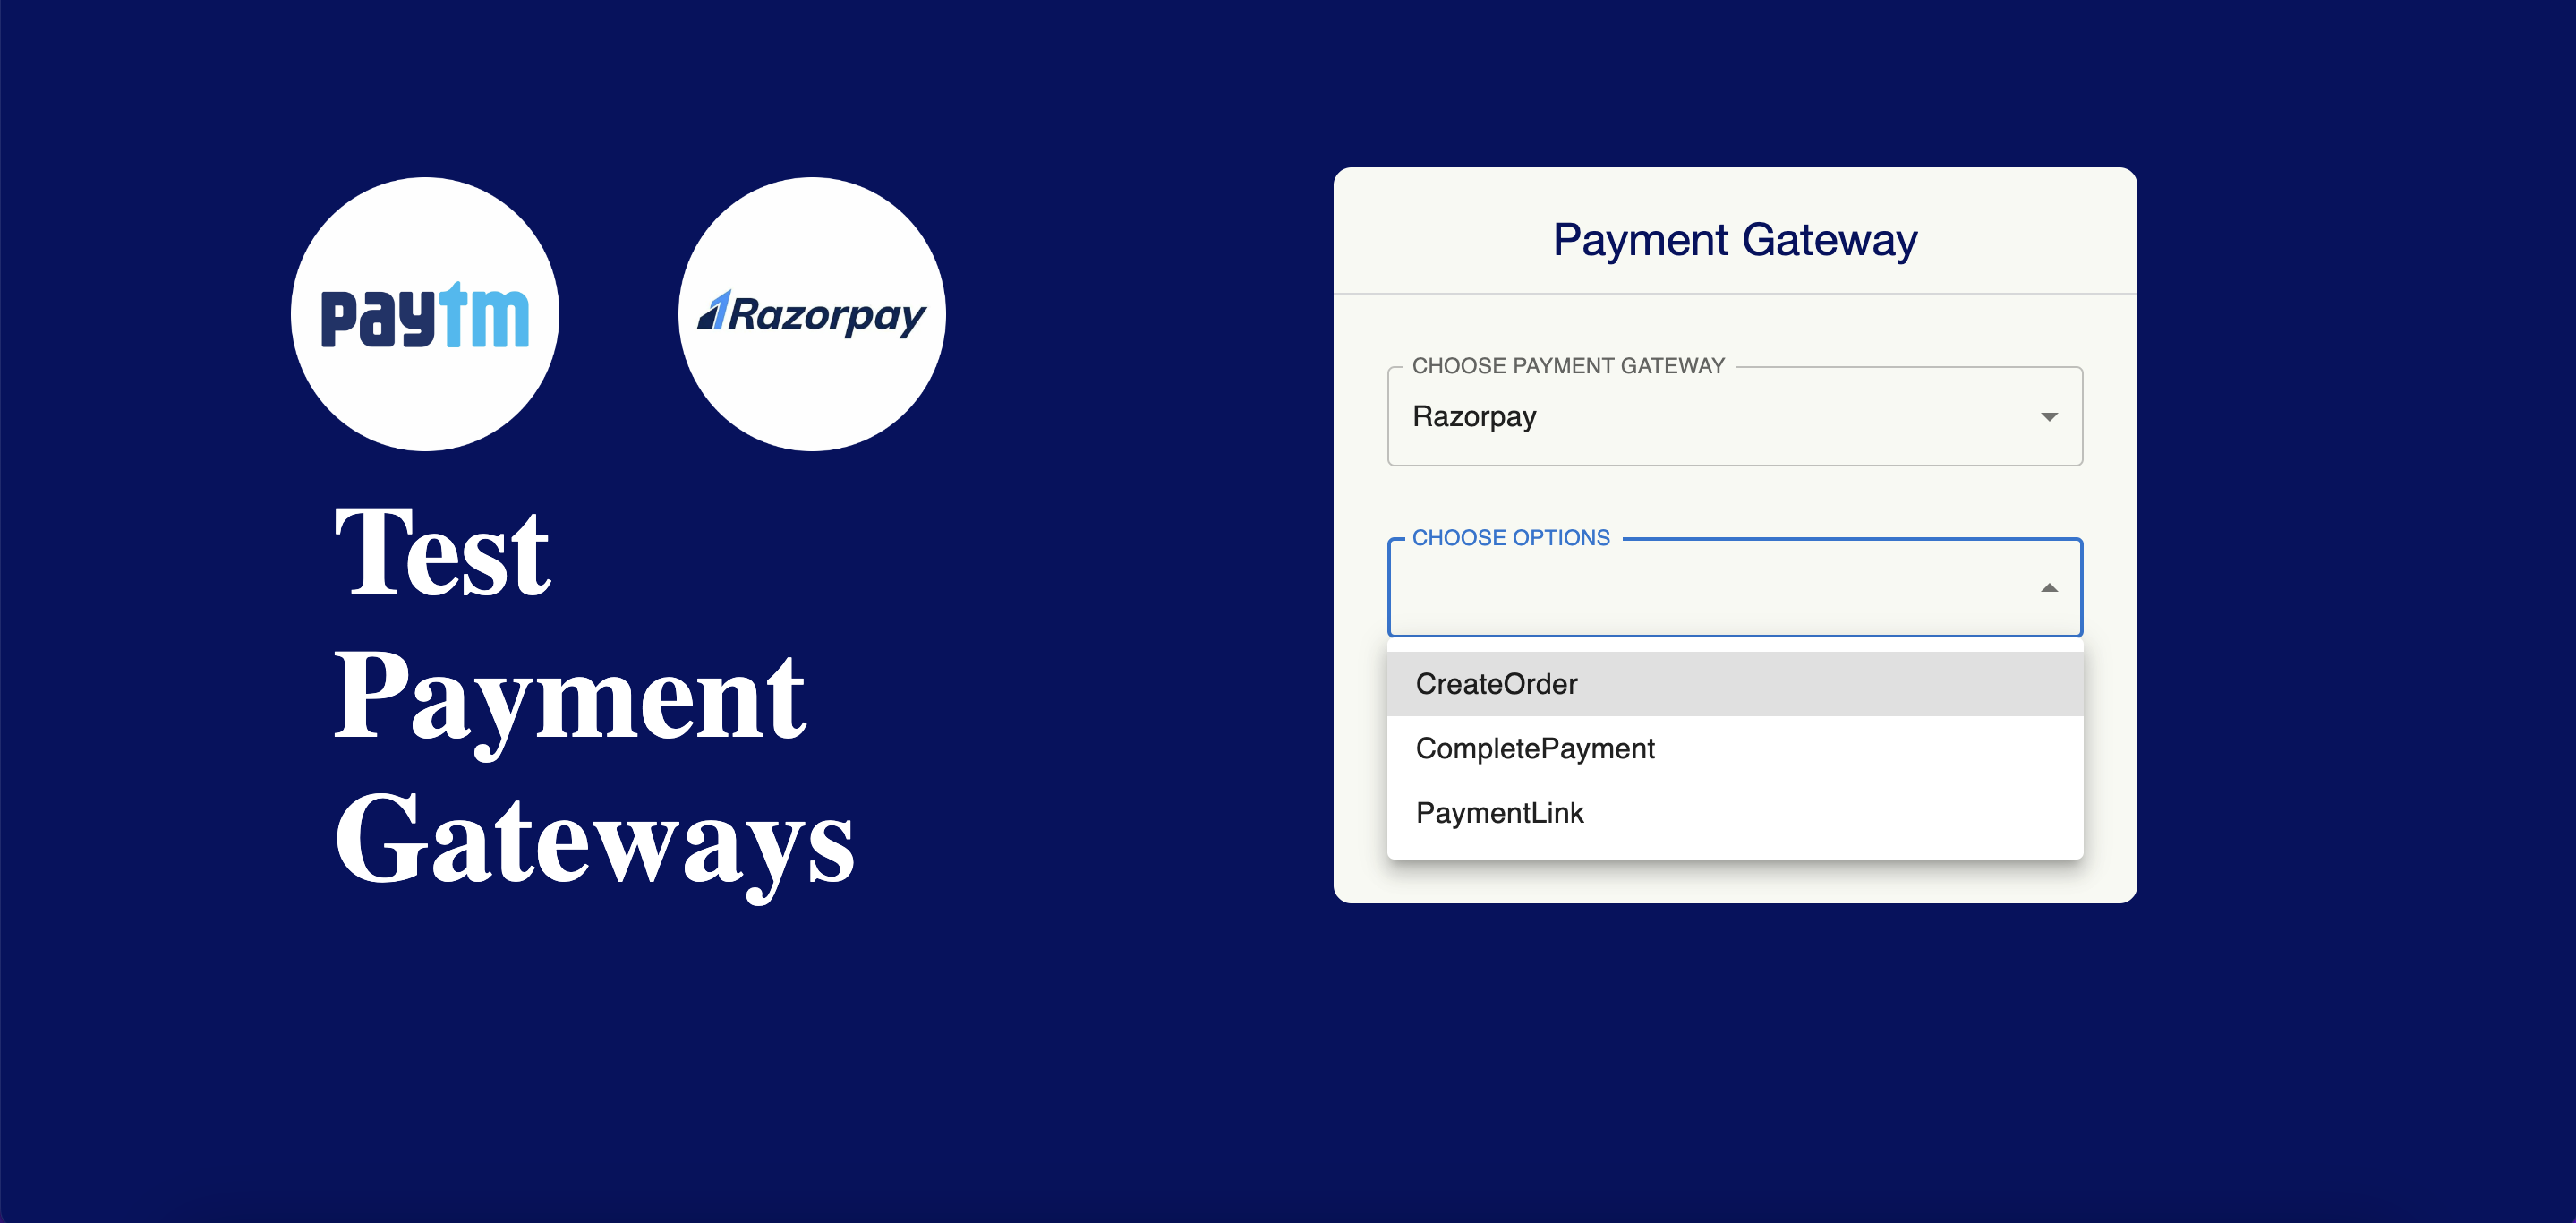 paytm
Razorpay
Test
Payment
Gateways
Payment Gateway
CHOOSE PAYMENT GATEWAY
Razorpay
CHOOSE OPTIONS
CreateOrder
CompletePayment
PaymentLink